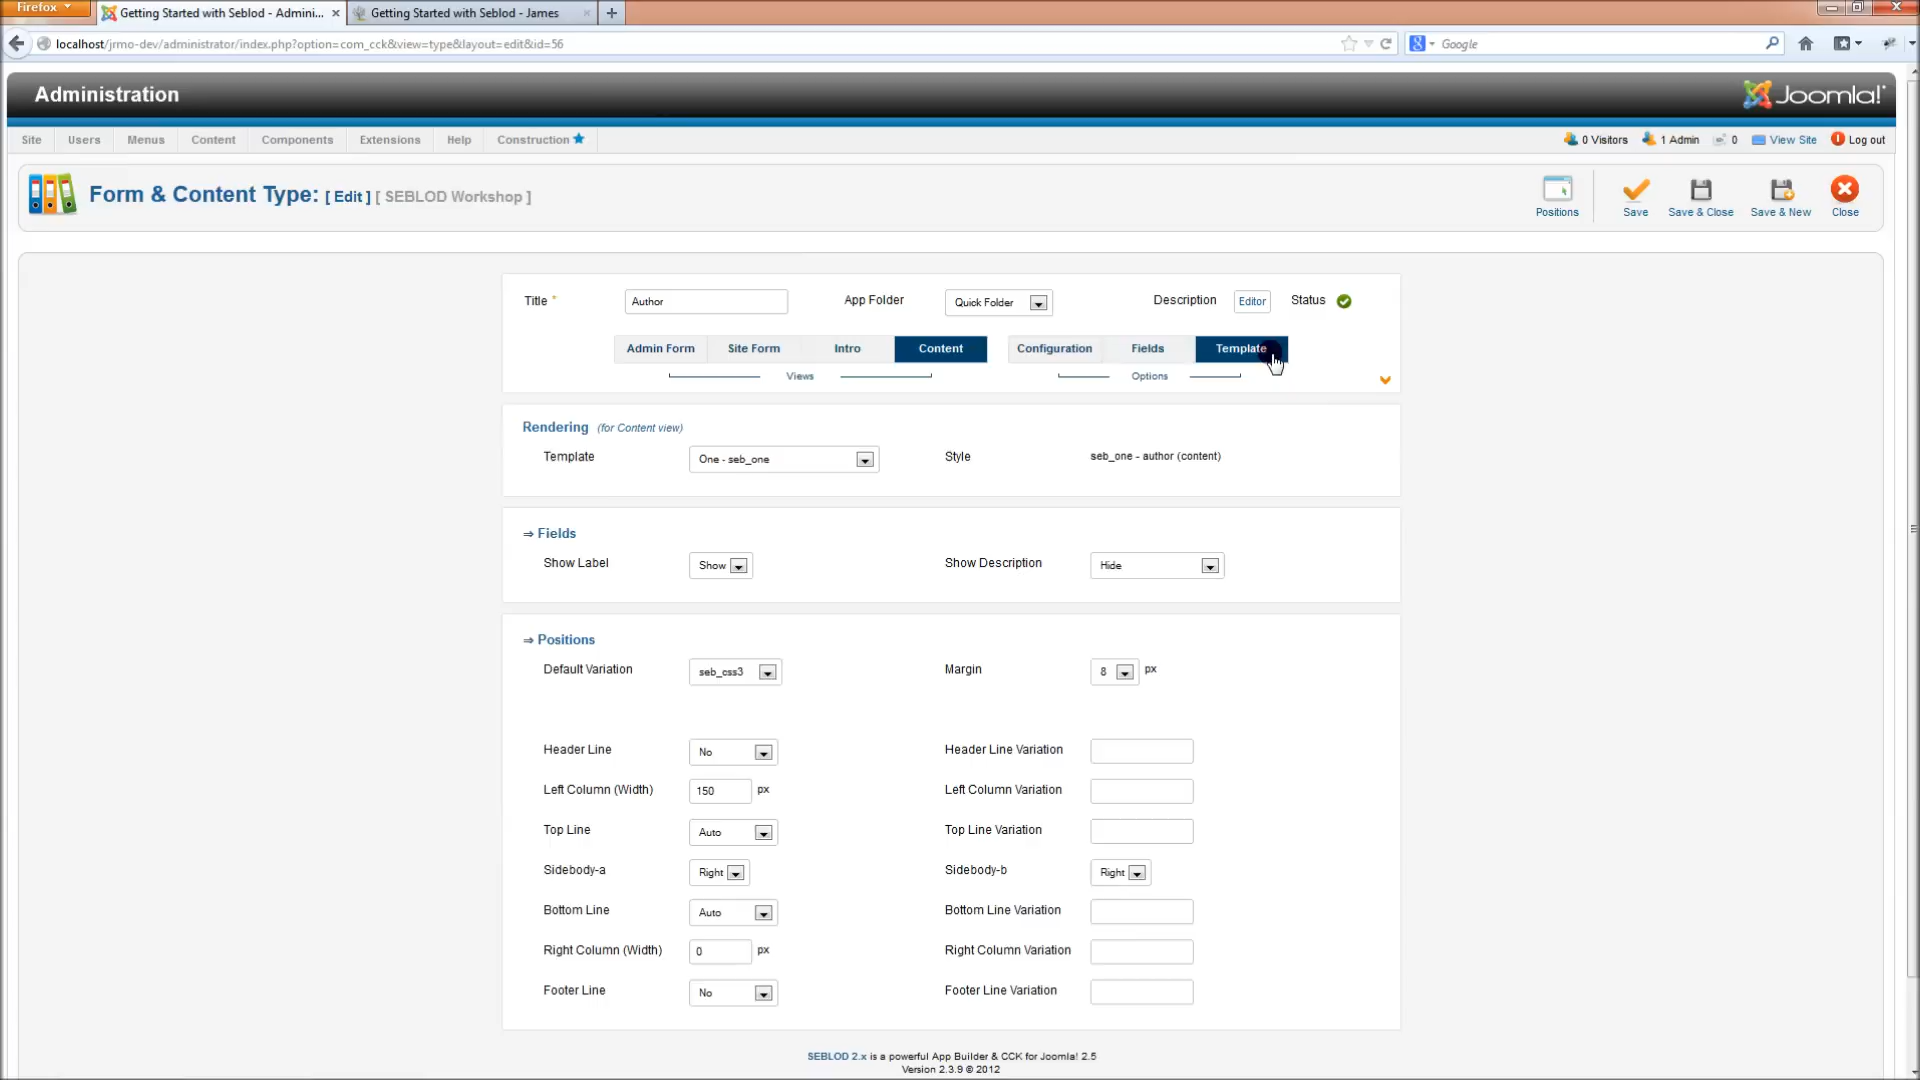 Firefox
Getting Started with Seblod - Admini... ×
Getting Started with Seblod - James ×
localhost/jrmo-dev/administrator/index.php?option=com_cck&view=type&layout=edit&id=56
Google
Administration
Joomla!
Site Users Menus Content Components Extensions Help Construction
0 Visitors 1 Admin 0 View Site Log out
Form & Content Type: [ Edit ] [ SEBLOD Workshop ]
Positions Save Save & Close Save & New Close
Title * Author App Folder Quick Folder Description Editor Status
Admin Form Site Form Intro Content Configuration Fields Template
Views Options
Rendering (for Content view)
Template One - seb_one Style seb_one - author (content)
⇒ Fields
Show Label Show Show Description Hide
⇒ Positions
Default Variation seb_css3 Margin 8 px
Header Line No Header Line Variation
Left Column (Width) 150 px Left Column Variation
Top Line Auto Top Line Variation
Sidebody-a Right Sidebody-b Right
Bottom Line Auto Bottom Line Variation
Right Column (Width) 0 px Right Column Variation
Footer Line No Footer Line Variation
SEBLOD 2.x is a powerful App Builder & CCK for Joomla! 2.5
Version 2.3.9 © 2012